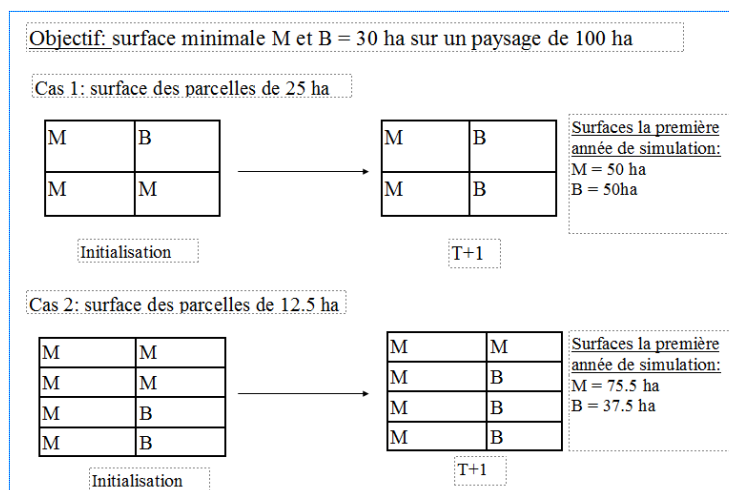 Objectif: surface minimale M et B = 30 ha sur un paysage de 100 ha
Cas 1: surface des parcelles de 25 ha
M B
M M
Initialisation
M B
M B
T+1
Surfaces la première
année de simulation:
M = 50 ha
B = 50ha
Cas 2: surface des parcelles de 12.5 ha
M M
M M
M B
M B
Initialisation
M M
M B
M B
M B
T+1
Surfaces la première
année de simulation:
M = 75.5 ha
B = 37.5 ha